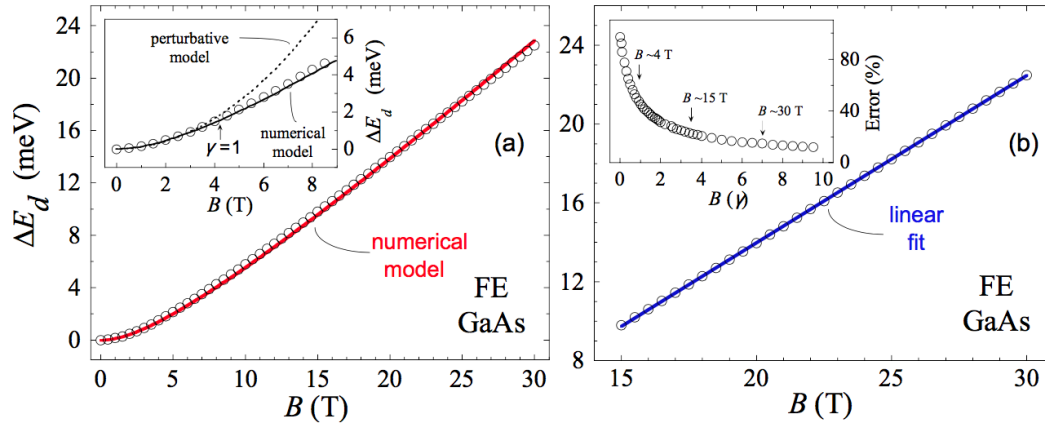 24
20
16
12
8
4
0
ΔE_d (meV)
0
5
10
15
20
25
30
B (T)
(a)
numerical
model
FE
GaAs
perturbative
model
numerical
model
γ=1
0
2
4
6
8
B (T)
6
4
2
0
ΔE_d (meV)
24
20
16
12
8
15
20
25
30
B (T)
(b)
linear
fit
FE
GaAs
B ~4 T
B ~15 T
B ~30 T
0
2
4
6
8
10
B (γ)
80
40
0
Error (%)